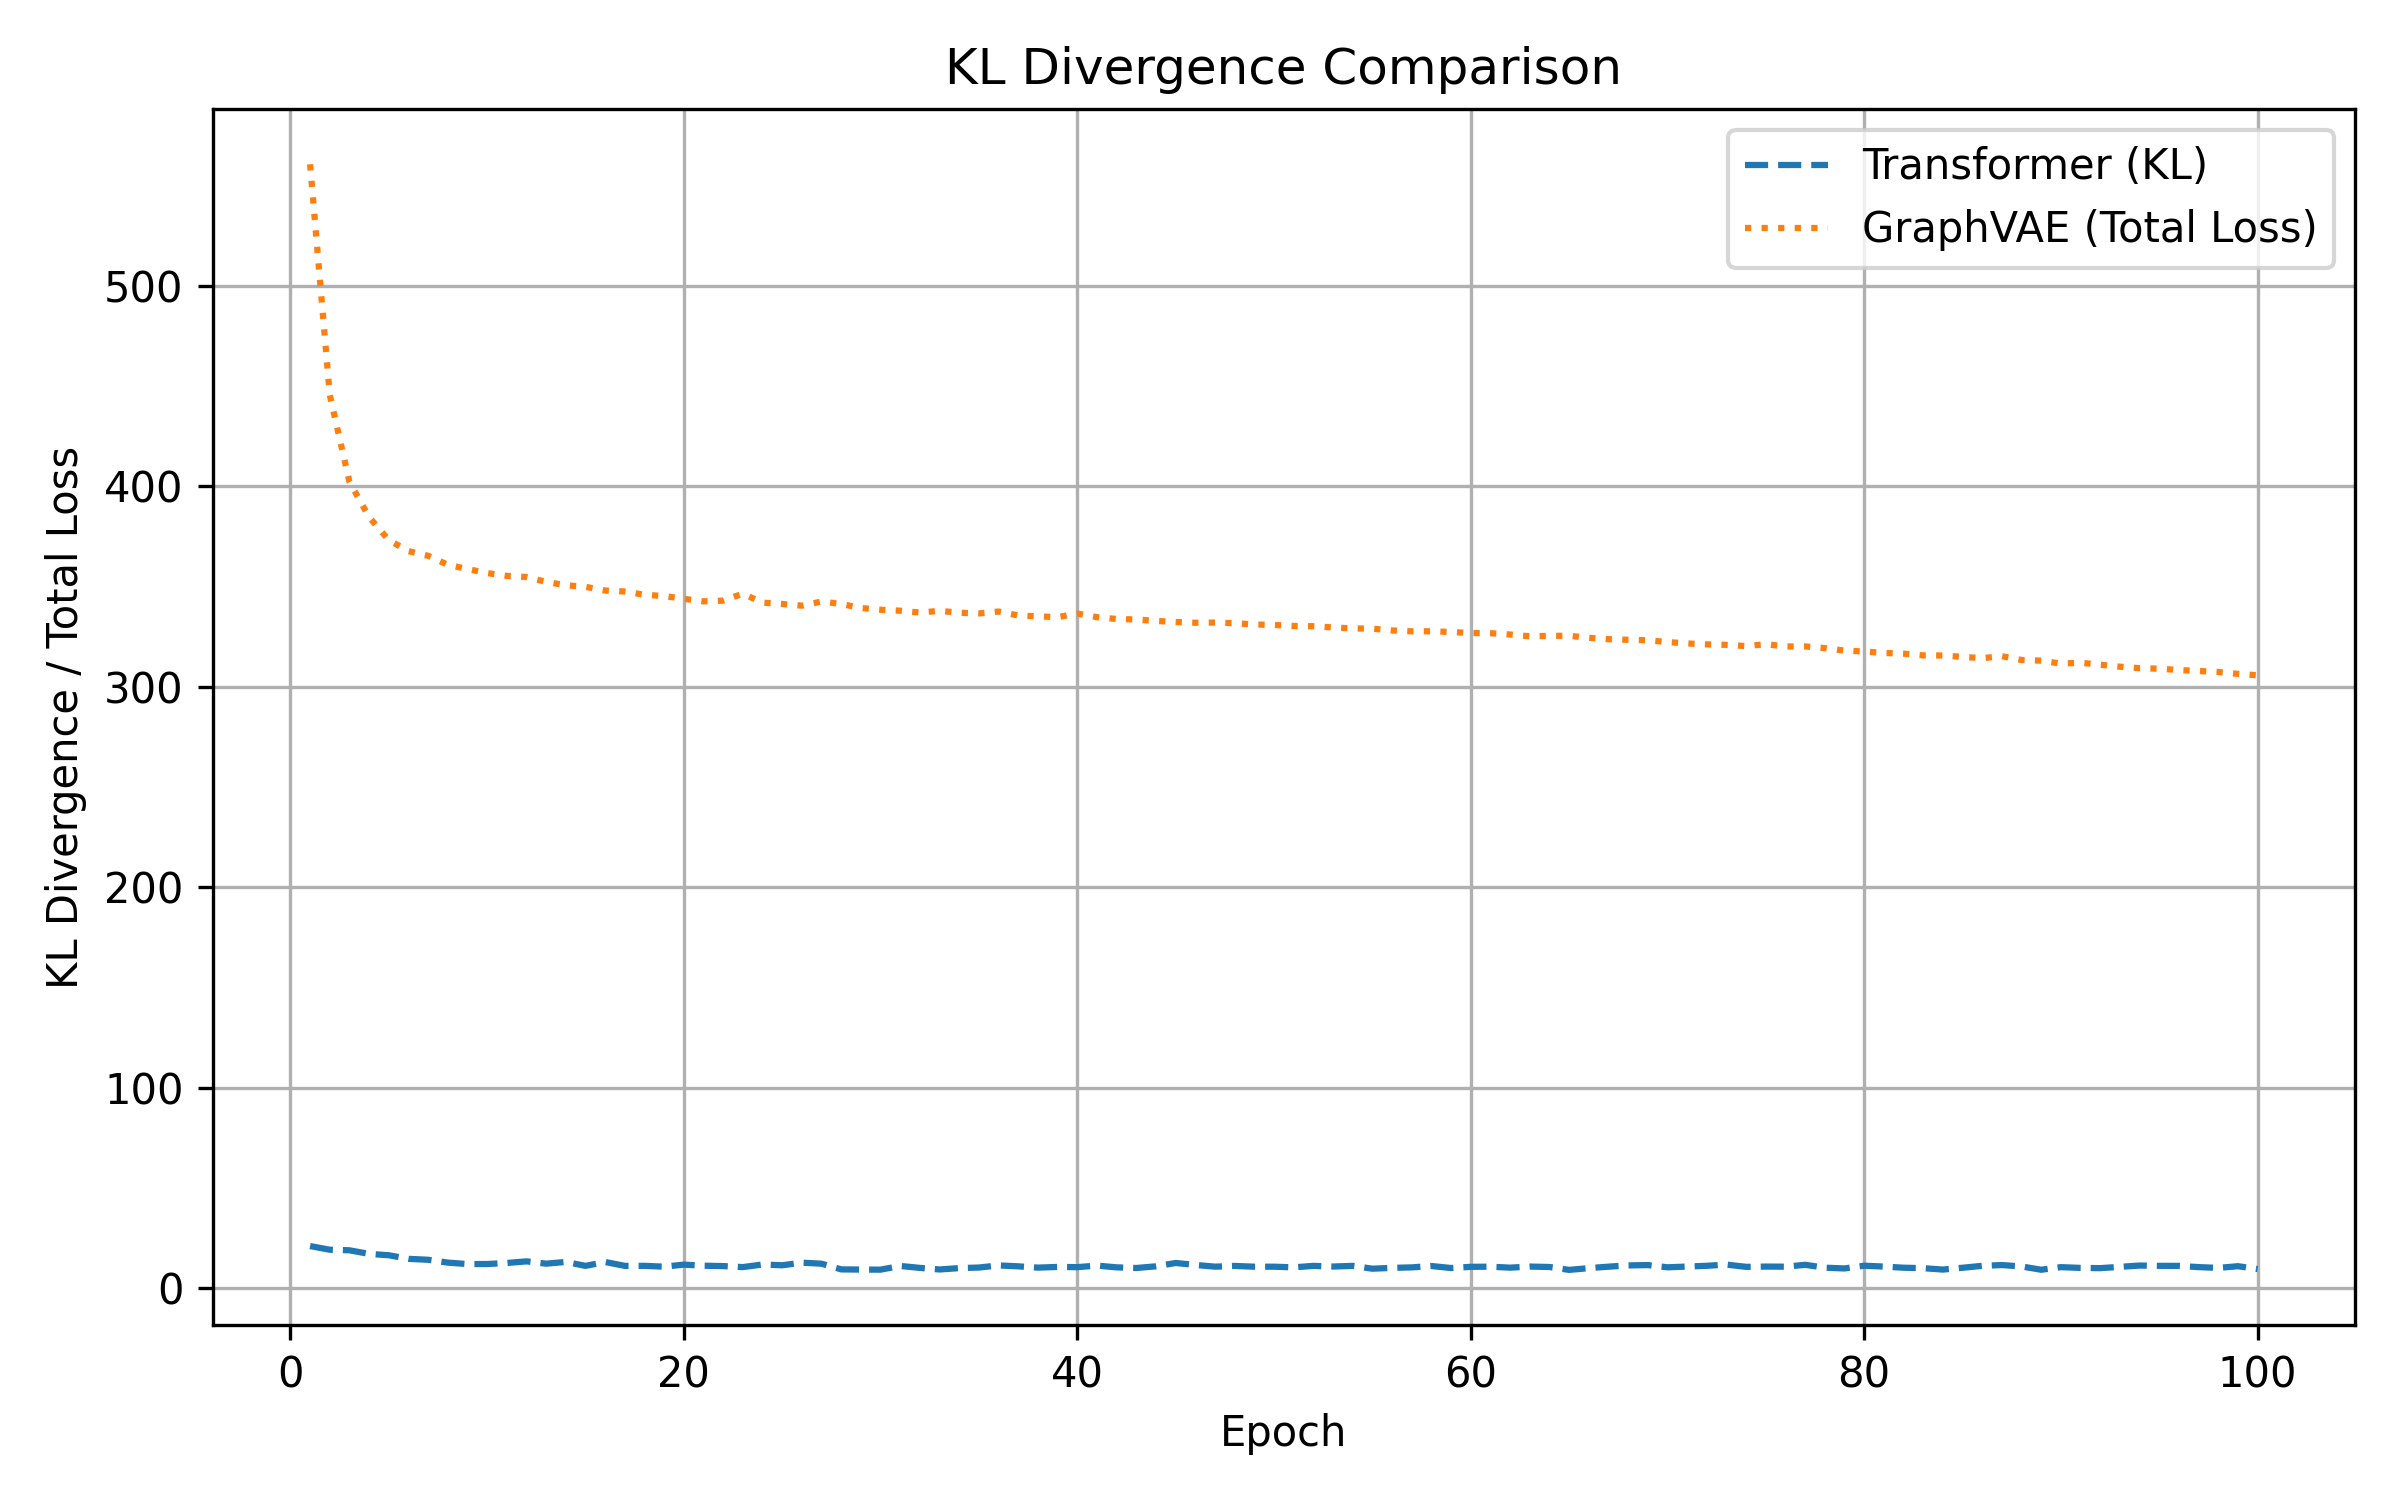 KL Divergence Comparison
Transformer (KL)
GraphVAE (Total Loss)
KL Divergence / Total Loss
500
400
300
200
100
0
0 20 40 60 80 100
Epoch